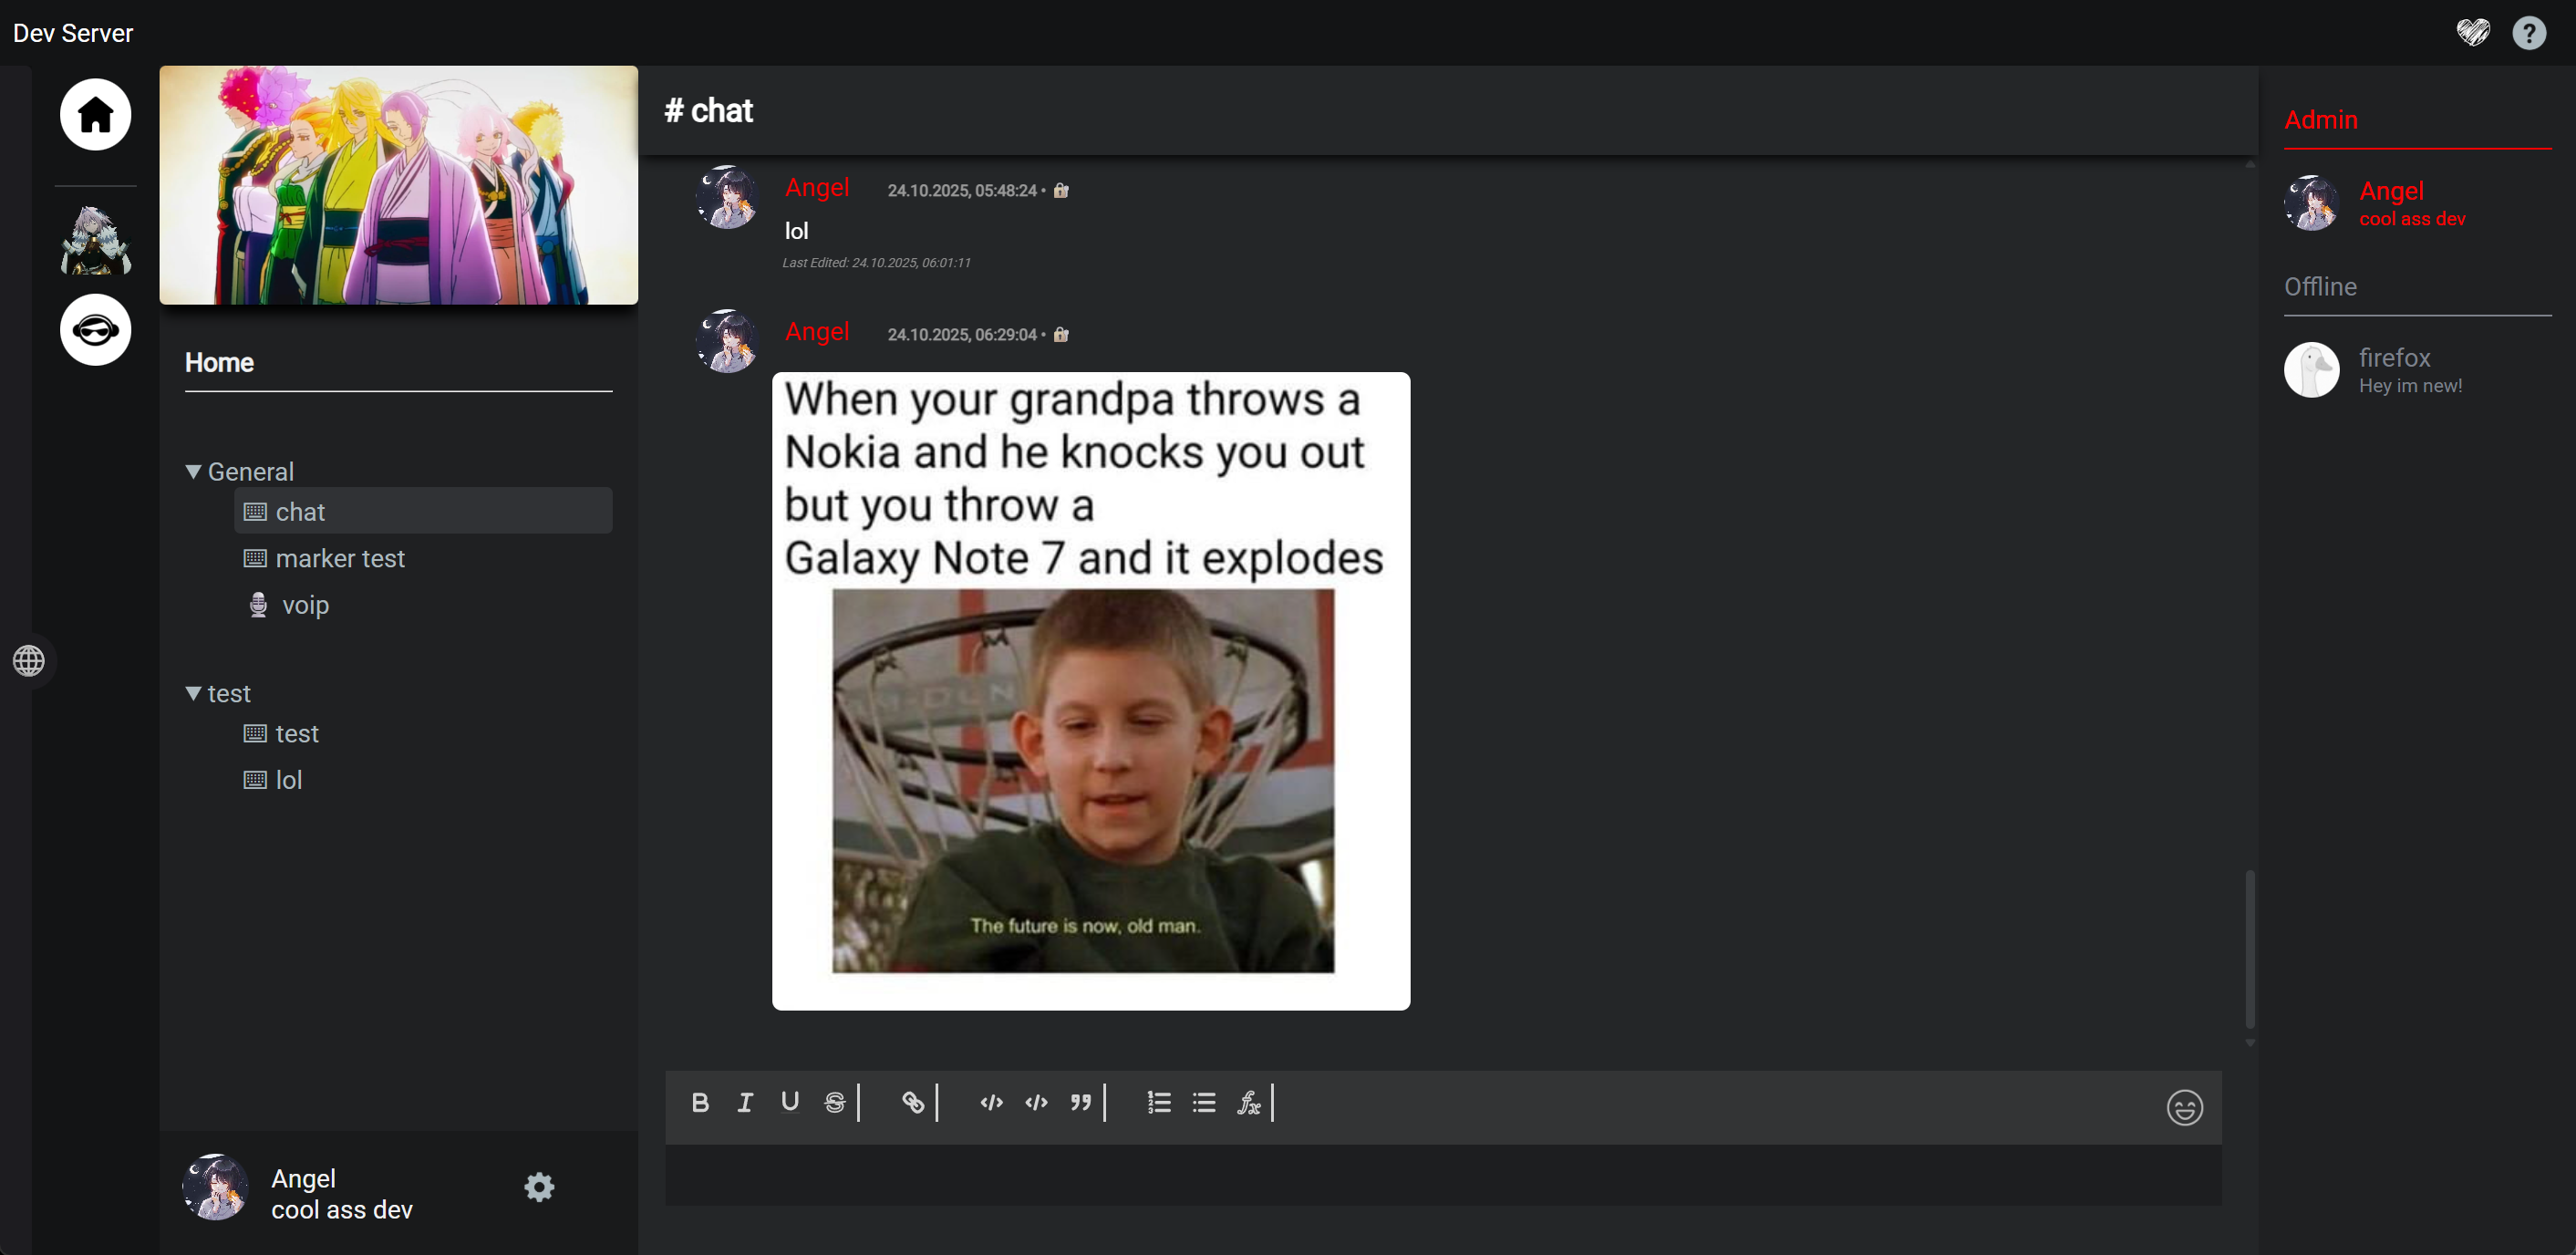 Dev Server
Home
General
chat
marker test
voip
test
test
lol
Angel
cool ass dev
# chat
Angel 24.10.2025, 05:48:24 •
lol
Last Edited: 24.10.2025, 06:01:11
Angel 24.10.2025, 06:29:04 •
When your grandpa throws a
Nokia and he knocks you out
but you throw a
Galaxy Note 7 and it explodes
The future is now, old man.
Admin
Angel
cool ass dev
Offline
firefox
Hey im new!